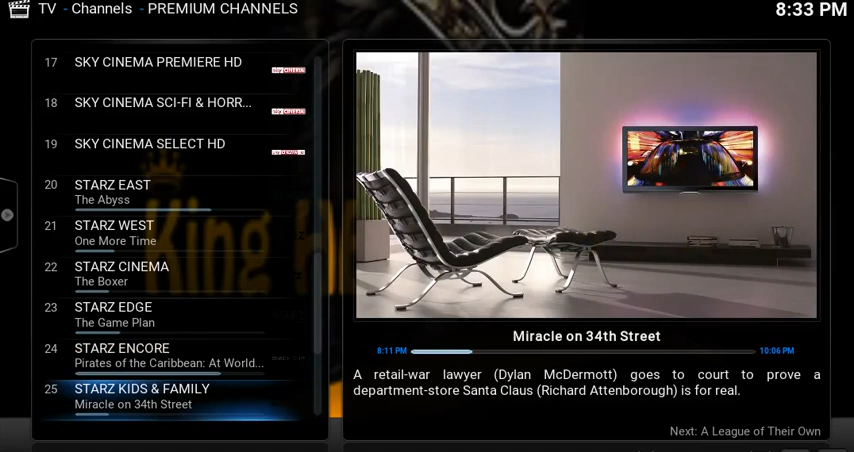 TV - Channels - PREMIUM CHANNELS
8:33 PM
17 SKY CINEMA PREMIERE HD
18 SKY CINEMA SCI-FI & HORR...
19 SKY CINEMA SELECT HD
20 STARZ EAST
The Abyss
21 STARZ WEST
One More Time
22 STARZ CINEMA
The Boxer
23 STARZ EDGE
The Game Plan
24 STARZ ENCORE
Pirates of the Caribbean: At World...
25 STARZ KIDS & FAMILY
Miracle on 34th Street
King
Miracle on 34th Street
8:11 PM 10:06 PM
A retail-war lawyer (Dylan McDermott) goes to court to prove a
department-store Santa Claus (Richard Attenborough) is for real.
Next: A League of Their Own